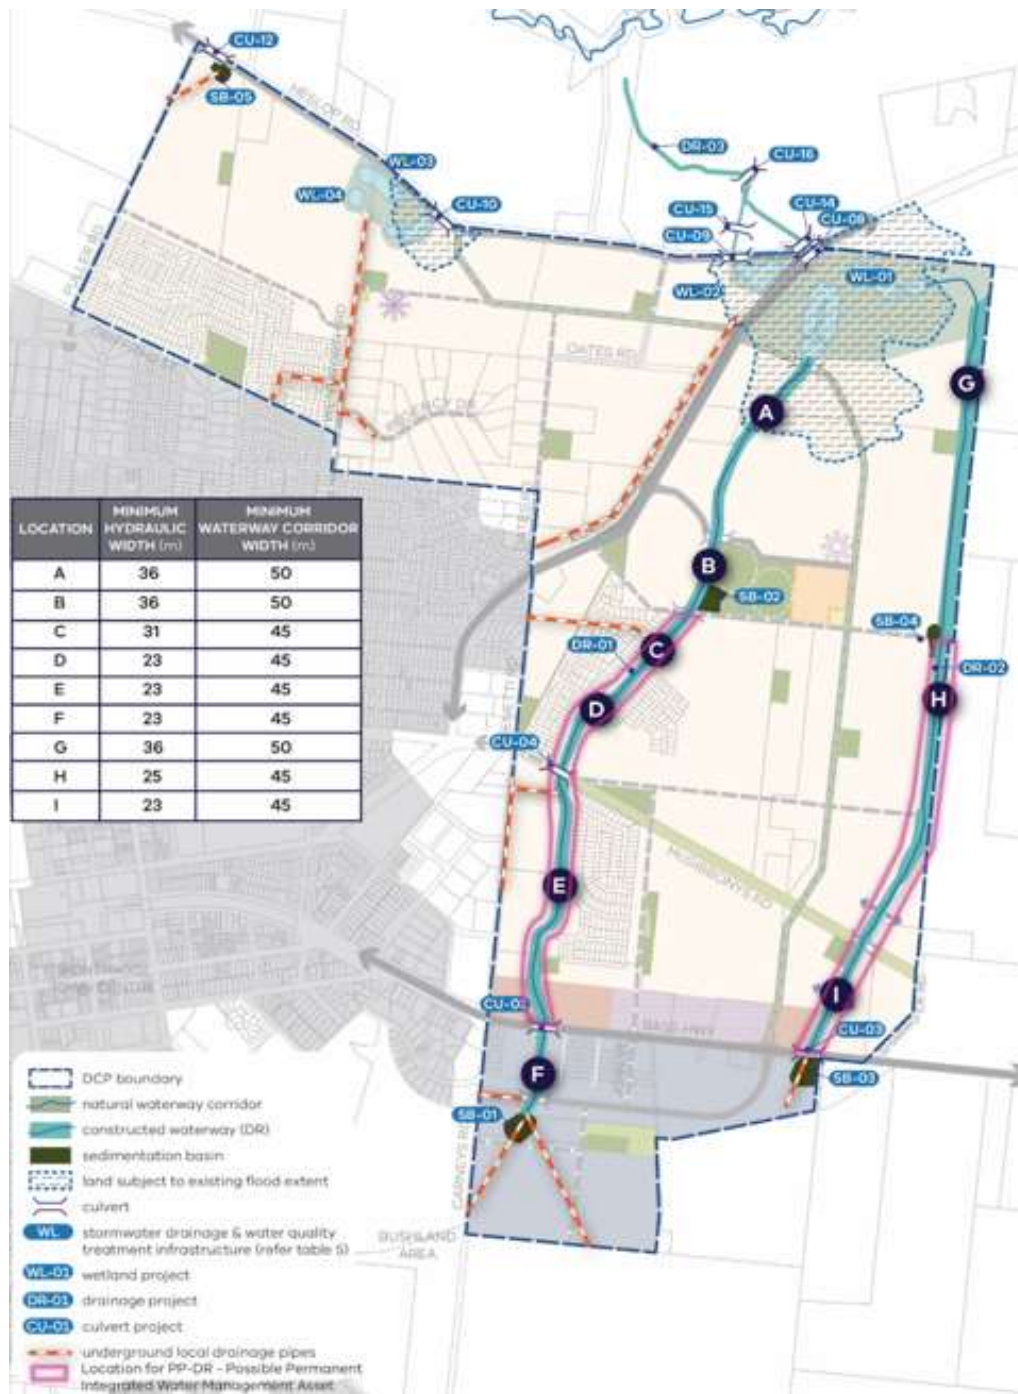 CU-12
SB-05
HESLOP RD
WL-03
WL-04
CU-10
DR-03
CU-16
CU-15
CU-14
CU-09
CU-08
WL-02
WL-01
OATES RD
REGENCY DR
A
G
B
SB-02
SB-04
DR-01
C
DR-02
D
H
CU-04
E
MCGIBBONYS RD
I
CU-03
BASS HWY
F
SB-01
SB-03
BUSHLAND
AREA
LOCATION MINIMUM HYDRAULIC WIDTH (m) MINIMUM WATERWAY CORRIDOR WIDTH (m)
A 36 50
B 36 50
C 31 45
D 23 45
E 23 45
F 23 45
G 36 50
H 25 45
I 23 45
DCP boundary
natural waterway corridor
constructed waterway (DR)
sedimentation basin
land subject to existing flood extent
culvert
WL stormwater drainage & water quality
treatment infrastructure (refer table 5)
WL-01 wetland project
DR-01 drainage project
CU-01 culvert project
underground local drainage pipes
Location for PP-DR - Possible Permanent
Integrated Water Management Asset